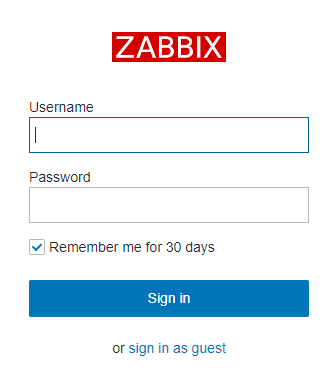 ZABBIX
Username
Password
Remember me for 30 days
Sign in
or sign in as guest